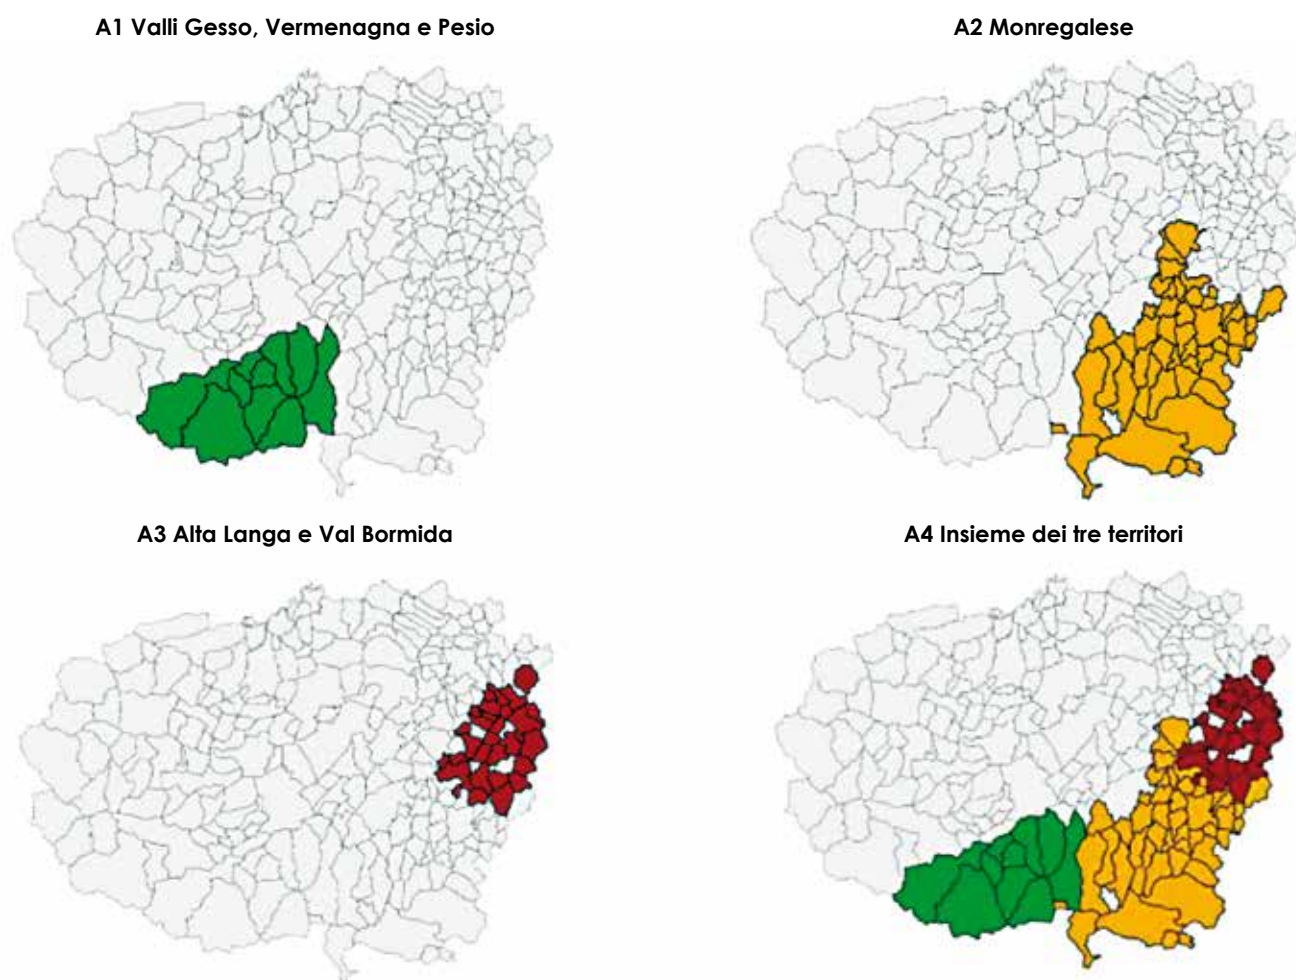 A1 Valli Gesso, Vermenagna e Pesio
A2 Monregalese
A3 Alta Langa e Val Bormida
A4 Insieme dei tre territori